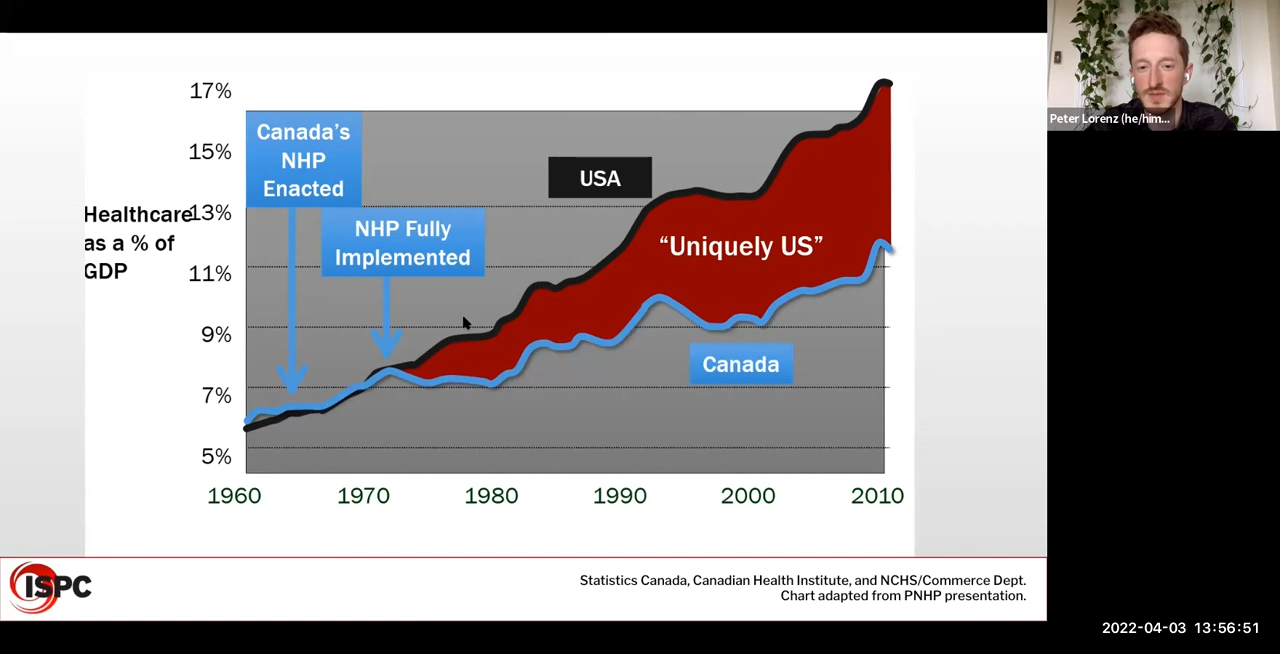 17%
15%
13%
11%
9%
7%
5%
Healthcare
as a % of
GDP
Canada's
NHP
Enacted
NHP Fully
Implemented
USA
“Uniquely US”
Canada
1960 1970 1980 1990 2000 2010
ISPC
Statistics Canada, Canadian Health Institute, and NCHS/Commerce Dept.
Chart adapted from PNHP presentation.
Peter Lorenz (he/him...
2022-04-03 13:56:51